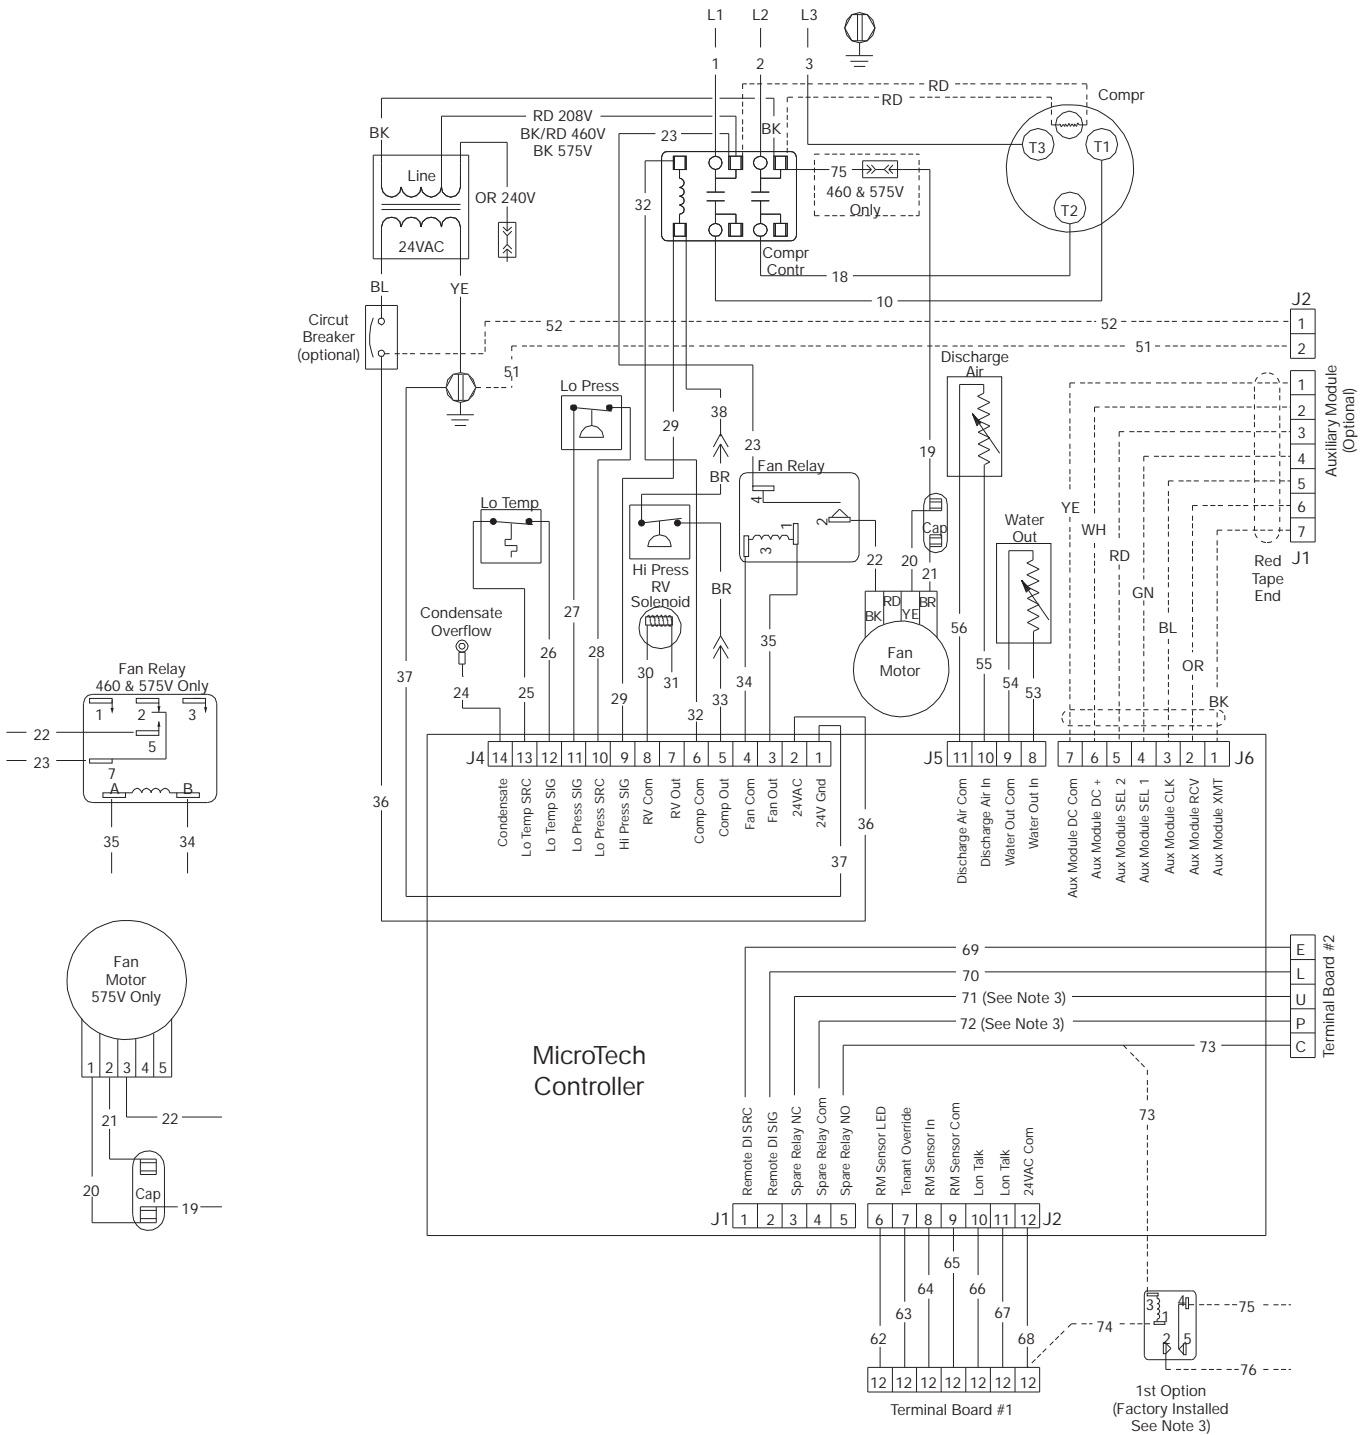 L1 L2 L3
1 2 3
RD
RD
Compr
BK
RD 208V
BK/RD 460V
BK 575V
23
BK
T3 T1
T2
Line
OR 240V
24VAC
32
75
460 & 575V
Only
Compr
Contr
18
10
BL YE
Circut
Breaker
(optional)
52 52
51 51
J2
1
2
Discharge
Air
Lo Press
38
29
23
19
BR
Fan Relay
4
2
1
3
Cap
Lo Temp
Hi Press
RV
Solenoid
BR
22 20 21
Water
Out
1
2
3
4
5
6
7
J1
Auxiliary Module
(Optional)
Red
Tape
End
YE
WH
RD
GN
BL
OR
BK
BK RD YE BR
Fan
Motor
Condensate
Overflow
24 25 26 27 28 29 30 31 32 33 34 35
56 55 54 53
37
36
Fan Relay
460 & 575V Only
1 2 3
22
5
23
7
A B
35 34
J4 14 13 12 11 10 9 8 7 6 5 4 3 2 1
Condensate
Lo Temp SRC
Lo Temp SIG
Lo Press SIG
Lo Press SRC
Hi Press SIG
RV Com
RV Out
Comp Com
Comp Out
Fan Com
Fan Out
24VAC
24V Gnd
36
37
J5 11 10 9 8
Discharge Air Com
Discharge Air In
Water Out Com
Water Out In
7 6 5 4 3 2 1 J6
Aux Module DC Com
Aux Module DC +
Aux Module SEL 2
Aux Module SEL 1
Aux Module CLK
Aux Module RCV
Aux Module XMT
Fan
Motor
575V Only
1 2 3 4 5
21
22
20
Cap
19
69
70
71 (See Note 3)
72 (See Note 3)
73
E
L
U
P
C
Terminal Board #2
MicroTech
Controller
73
Remote DI SRC
Remote DI SIG
Spare Relay NC
Spare Relay Com
Spare Relay NO
RM Sensor LED
Tenant Override
RM Sensor In
RM Sensor Com
Lon Talk
Lon Talk
24VAC Com
J1 1 2 3 4 5
6 7 8 9 10 11 12 J2
62 63 64 65 66 67 68
12 12 12 12 12 12 12
Terminal Board #1
74
3 4
1
2 5
75
76
1st Option
(Factory Installed
See Note 3)